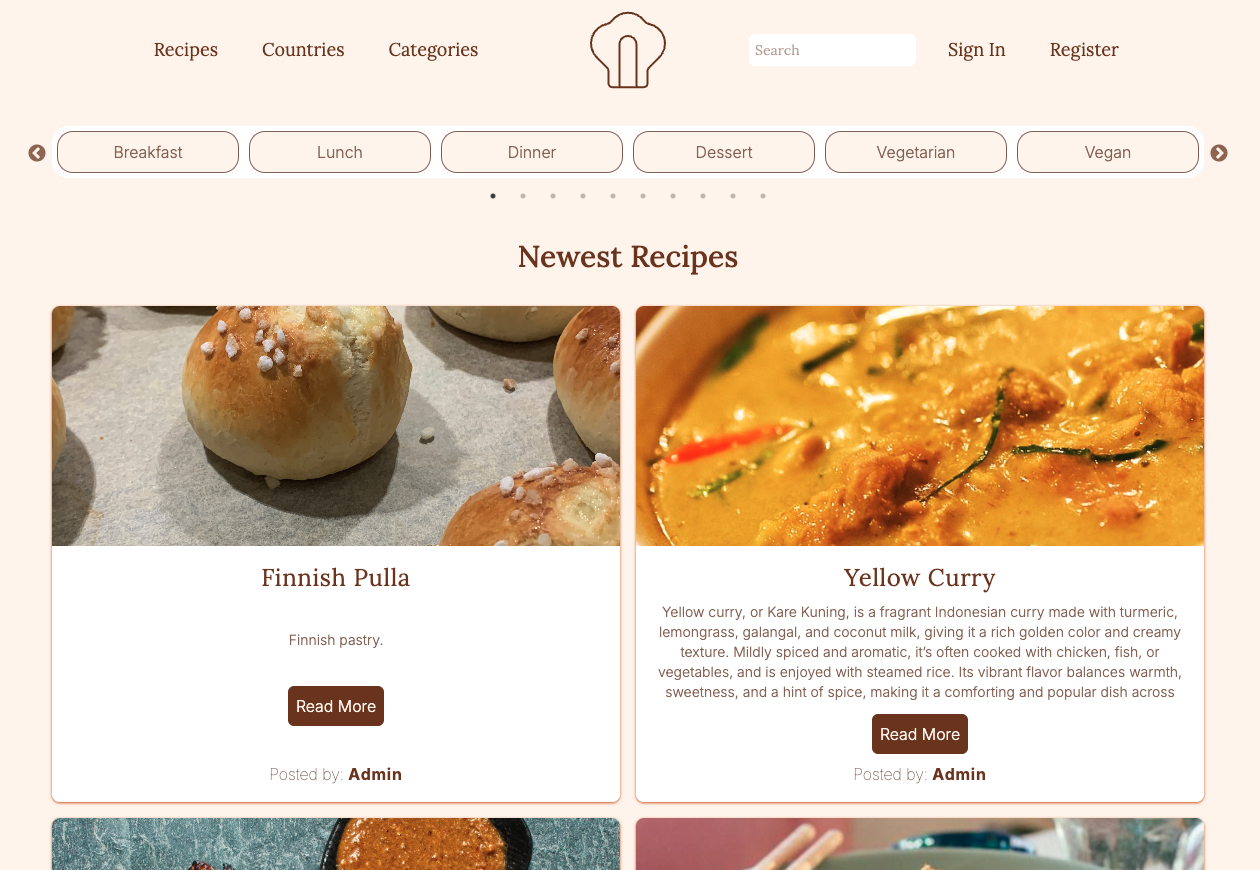 Recipes Countries Categories Search Sign In Register
Breakfast Lunch Dinner Dessert Vegetarian Vegan
Newest Recipes
Finnish Pulla
Finnish pastry.
Read More
Posted by: Admin
Yellow Curry
Yellow curry, or Kare Kuning, is a fragrant Indonesian curry made with turmeric,
lemongrass, galangal, and coconut milk, giving it a rich golden color and creamy
texture. Mildly spiced and aromatic, it’s often cooked with chicken, fish, or
vegetables, and is enjoyed with steamed rice. Its vibrant flavor balances warmth,
sweetness, and a hint of spice, making it a comforting and popular dish across
Read More
Posted by: Admin